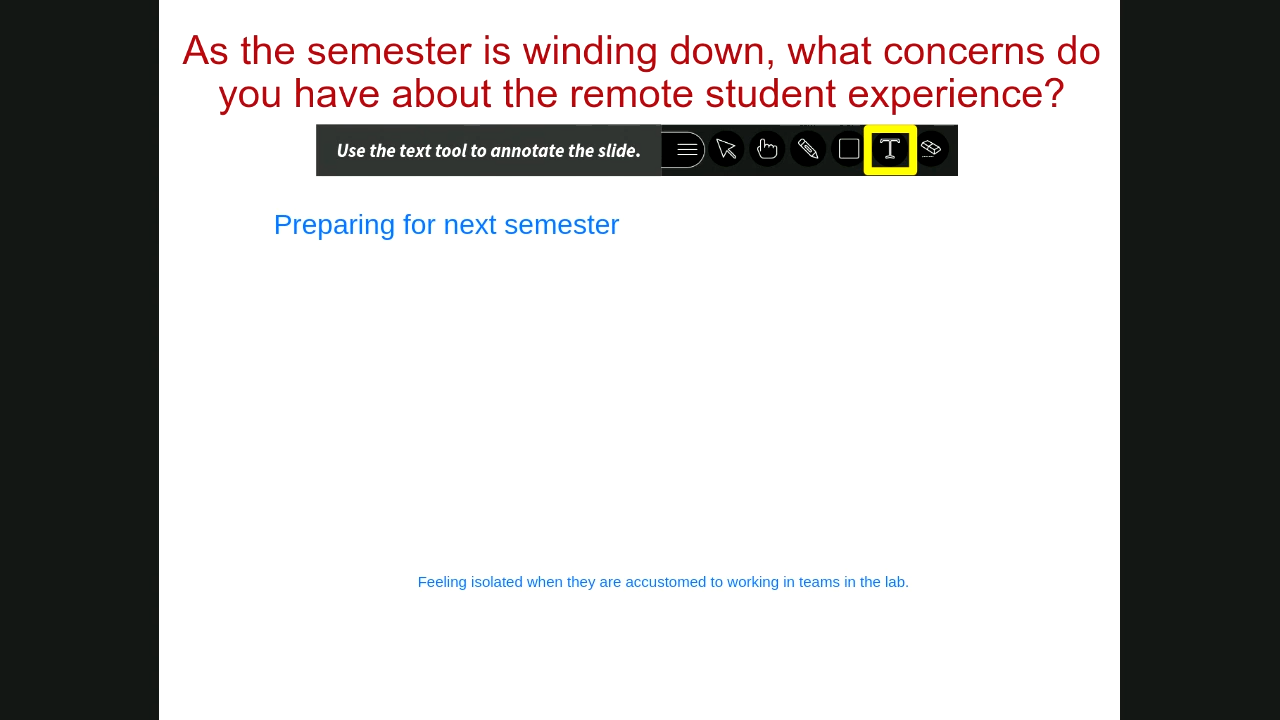 As the semester is winding down, what concerns do
you have about the remote student experience?
Use the text tool to annotate the slide.
T
Preparing for next semester
Feeling isolated when they are accustomed to working in teams in the lab.